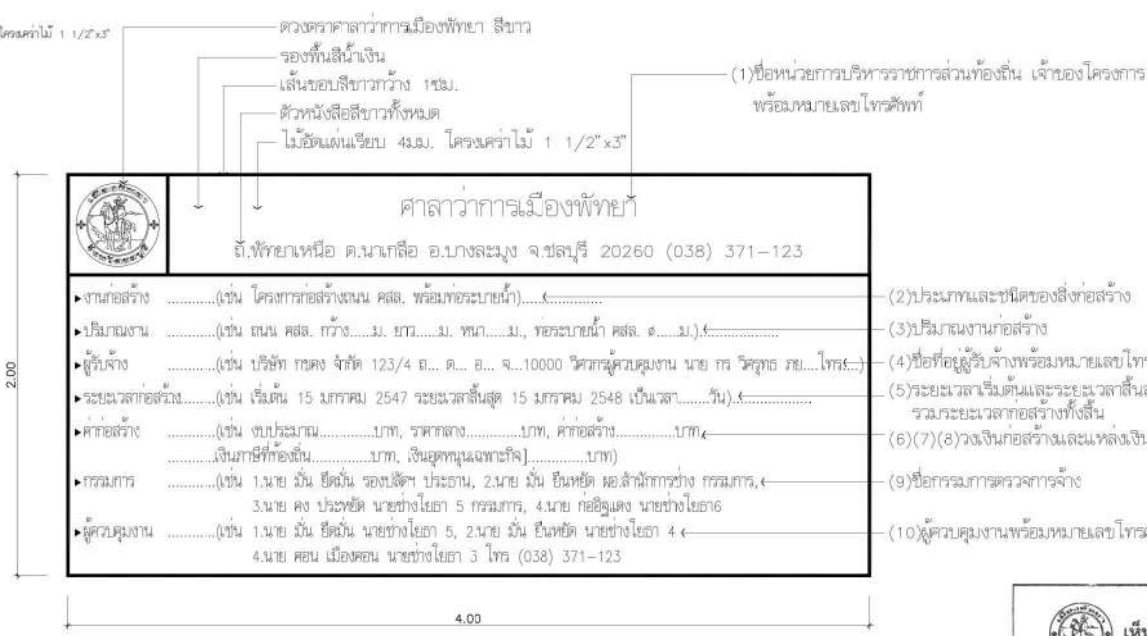 โครงเคร่าไม้ 1 1/2"x3"
ดวงตราศาลาว่าการเมืองพัทยา สีขาว
รองพื้นสีน้ำเงิน
เส้นขอบสีขาวกว้าง 1ซม.
ตัวหนังสือสีขาวทั้งหมด
ไม้อัดแผ่นเรียบ 4มม. โครงเคร่าไม้ 1 1/2"x3"
(1)ชื่อหน่วยการบริหารราชการส่วนท้องถิ่น เจ้าของโครงการ
พร้อมหมายเลขโทรศัพท์
ศาลาว่าการเมืองพัทยา
ถ.พัทยาเหนือ ต.นาเกลือ อ.บางละมุง จ.ชลบุรี 20260 (038) 371-123
▸งานก่อสร้าง ............(เช่น โครงการก่อสร้างถนน คสล. พร้อมท่อระบายน้ำ)..................
(2)ประเภทและชนิดของสิ่งก่อสร้าง
▸ปริมาณงาน ............(เช่น ถนน คสล. กว้าง.....ม. ยาว.....ม. หนา.....ม., ท่อระบายน้ำ คสล. ø.....ม.)..................
(3)ปริมาณงานก่อสร้าง
▸ผู้รับจ้าง ............(เช่น บริษัท กขคง จำกัด 123/4 ถ... ต... อ... จ...10000 วิศวกรผู้ควบคุมงาน นาย กร วิศรุทธ ภย....โทร....)
(4)ชื่อที่อยู่ผู้รับจ้างพร้อมหมายเลขโทร
▸ระยะเวลาก่อสร้าง........(เช่น เริ่มต้น 15 มกราคม 2547 ระยะเวลาสิ้นสุด 15 มกราคม 2548 เป็นเวลา........วัน)..................
(5)ระยะเวลาเริ่มต้นและระยะเวลาสิ้นส
รวมระยะเวลาก่อสร้างทั้งสิ้น
▸ค่าก่อสร้าง ............(เช่น งบประมาณ..............บาท, ราคากลาง..............บาท, ค่าก่อสร้าง..............บาท,
(6)(7)(8)วงเงินก่อสร้างและแหล่งเงิน
............เงินภาษีที่ท้องถิ่น..............บาท, เงินอุดหนุนเฉพาะกิจ]..............บาท)
▸กรรมการ ............(เช่น 1.นาย มั่น ยึดมั่น รองปลัดฯ ประธาน, 2.นาย มั่น ยืนหยัด ผอ.สำนักการช่าง กรรมการ,
(9)ชื่อกรรมการตรวจการจ้าง
3.นาย คง ประหยัด นายช่างโยธา 5 กรรมการ, 4.นาย ก่ออิฐแดง นายช่างโยธา6
▸ผู้ควบคุมงาน ............(เช่น 1.นาย มั่น ยึดมั่น นายช่างโยธา 5, 2.นาย มั่น ยืนหยัด นายช่างโยธา 4
(10)ผู้ควบคุมงานพร้อมหมายเลขโทร
4.นาย ศอน เมืองคอน นายช่างโยธา 3 โทร (038) 371-123
2.00
4.00